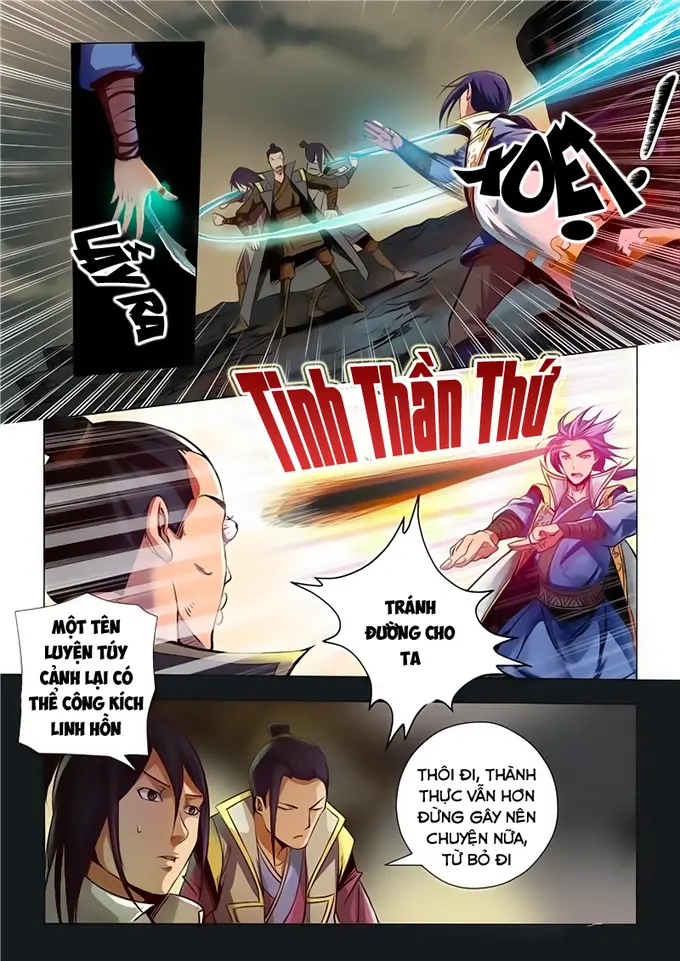 LẤY RA
XOẸT!
Tinh Thần Thứ
TRÁNH
ĐƯỜNG CHO
TA
MỘT TÊN
LUYỆN TÚY
CẢNH LẠI CÓ
THỂ CÔNG KÍCH
LINH HỒN
THÔI ĐI, THÀNH
THỰC VẪN HƠN
ĐỪNG GÂY NÊN
CHUYỆN NỮA,
TỪ BỎ ĐI